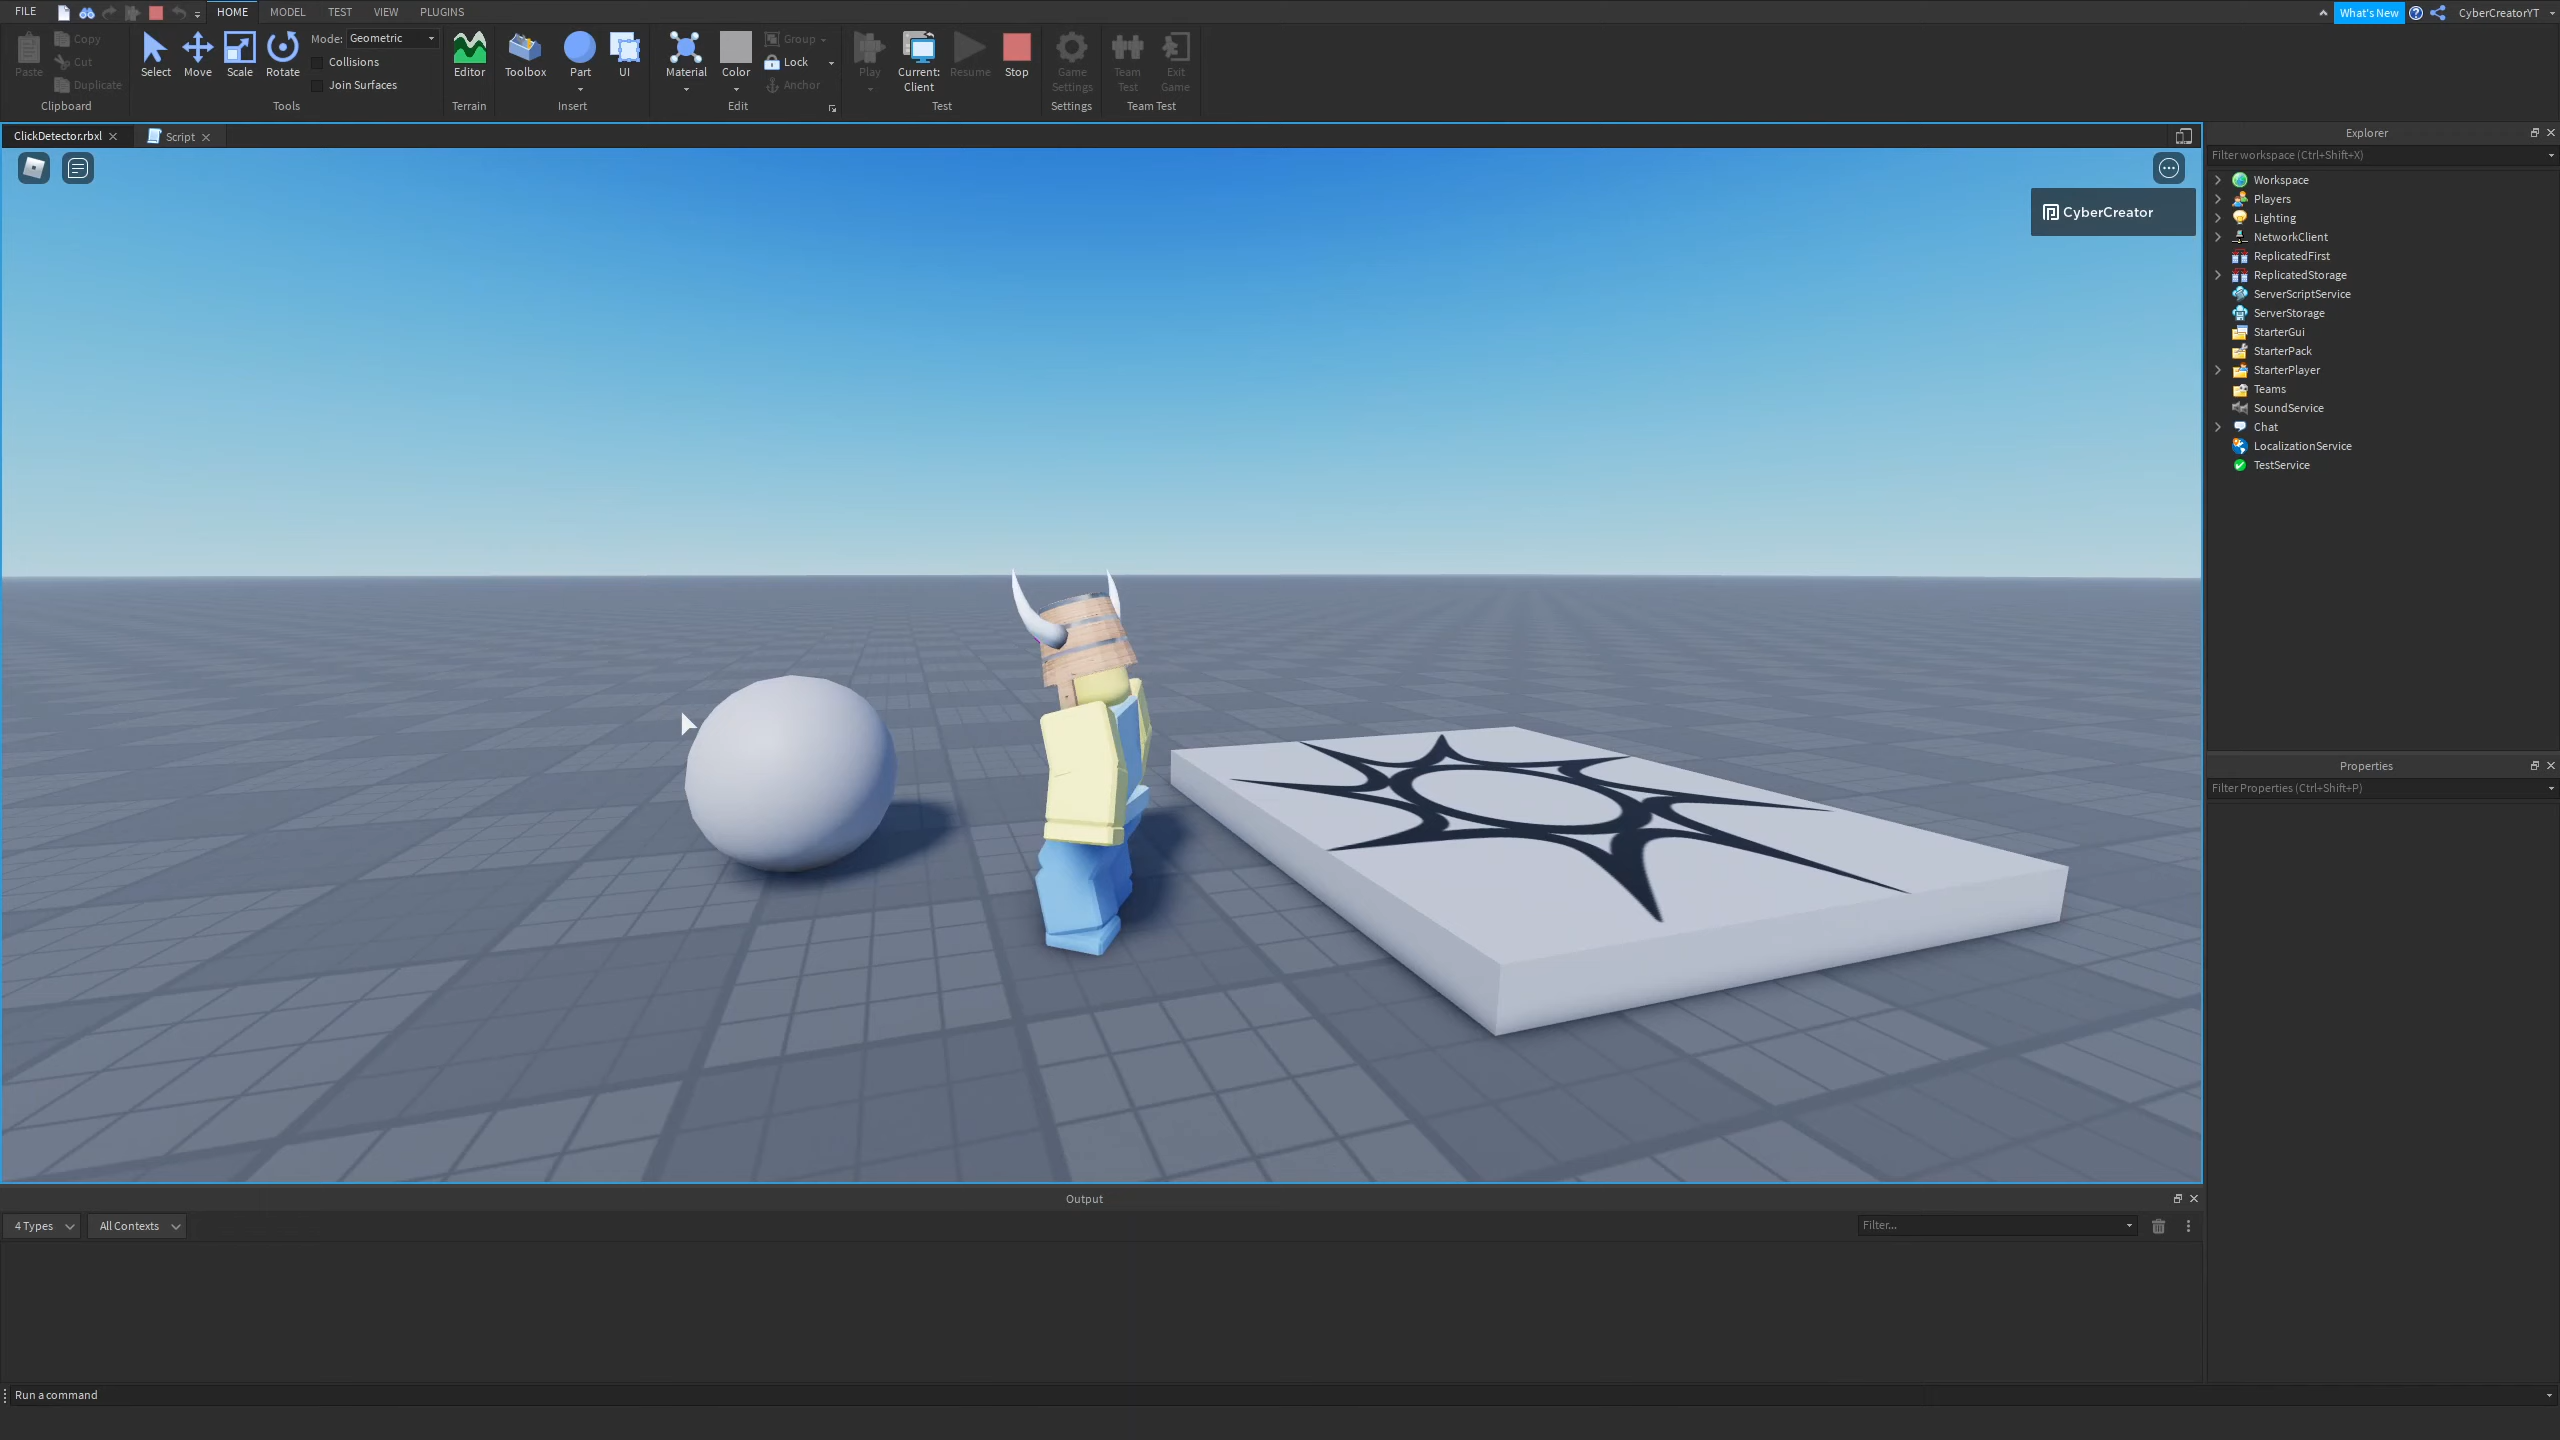 FILE HOME MODEL TEST VIEW PLUGINS What's New CyberCreatorYT
Paste Copy Cut Duplicate
Clipboard
Select Move Scale Rotate Mode: Geometric
Collisions
Join Surfaces
Tools
Editor
Terrain
Toolbox Part UI
Insert
Material Color Group Lock Anchor
Edit
Play Current: Client Resume Stop
Test
Game Settings
Settings
Team Test Exit Game
Team Test
ClickDetector.rbxl Script
CyberCreator
Explorer
Filter workspace (Ctrl+Shift+X)
Workspace
Players
Lighting
NetworkClient
ReplicatedFirst
ReplicatedStorage
ServerScriptService
ServerStorage
StarterGui
StarterPack
StarterPlayer
Teams
SoundService
Chat
LocalizationService
TestService
Properties
Filter Properties (Ctrl+Shift+P)
Output
4 Types All Contexts Filter...
Run a command